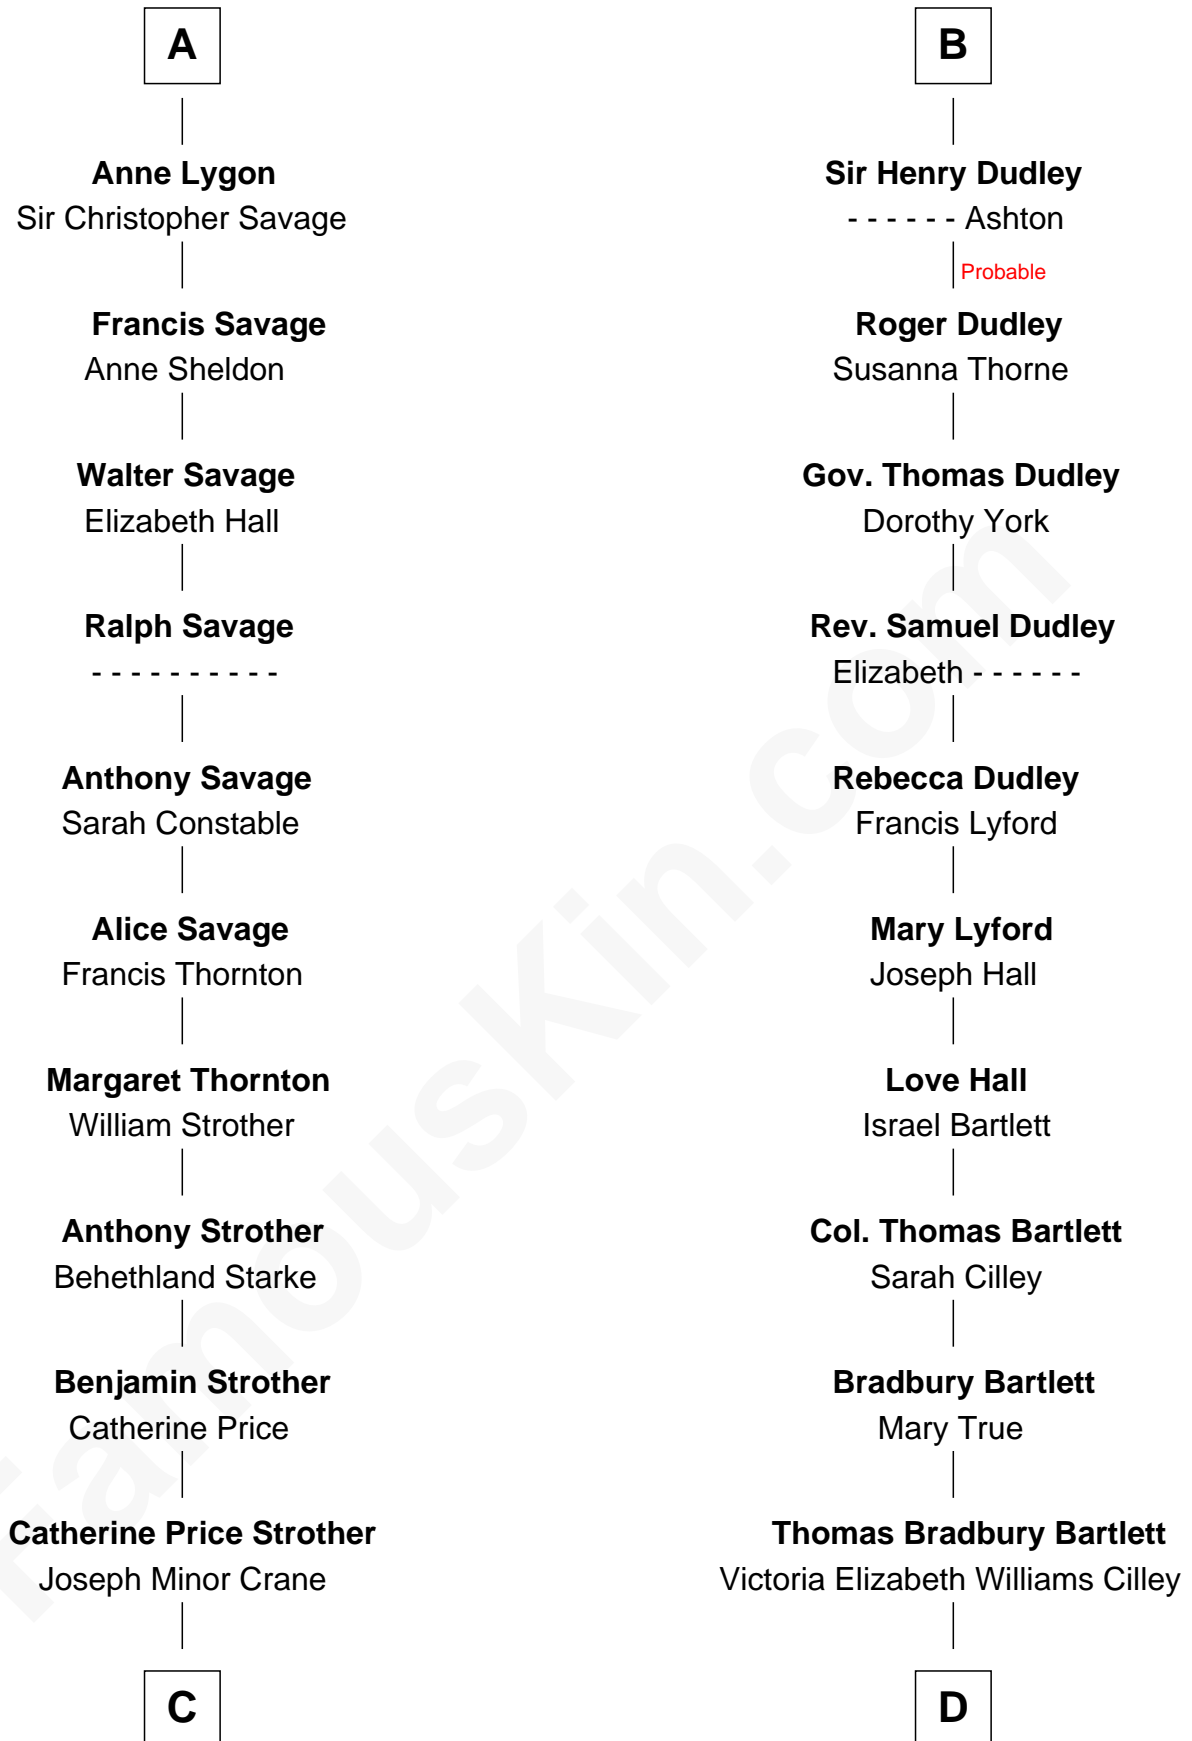 A
Anne Lygon
Sir Christopher Savage
Francis Savage
Anne Sheldon
Walter Savage
Elizabeth Hall
Ralph Savage
- - - - - - - - - -
Anthony Savage
Sarah Constable
Alice Savage
Francis Thornton
Margaret Thornton
William Strother
Anthony Strother
Behethland Starke
Benjamin Strother
Catherine Price
Catherine Price Strother
Joseph Minor Crane
C
B
Sir Henry Dudley
- - - - - - Ashton
Probable
Roger Dudley
Susanna Thorne
Gov. Thomas Dudley
Dorothy York
Rev. Samuel Dudley
Elizabeth - - - - - -
Rebecca Dudley
Francis Lyford
Mary Lyford
Joseph Hall
Love Hall
Israel Bartlett
Col. Thomas Bartlett
Sarah Cilley
Bradbury Bartlett
Mary True
Thomas Bradbury Bartlett
Victoria Elizabeth Williams Cilley
D
FamousKin.com